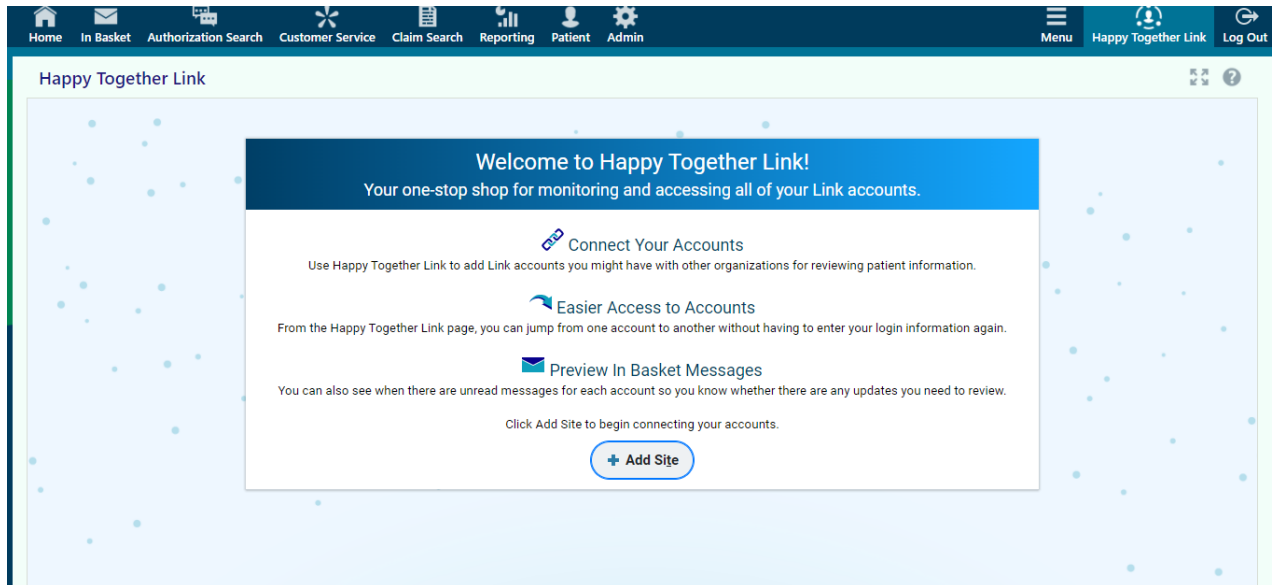 Home In Basket Authorization Search Customer Service Claim Search Reporting Patient Admin Menu Happy Together Link Log Out
Happy Together Link
Welcome to Happy Together Link!
Your one-stop shop for monitoring and accessing all of your Link accounts.
Connect Your Accounts
Use Happy Together Link to add Link accounts you might have with other organizations for reviewing patient information.
Easier Access to Accounts
From the Happy Together Link page, you can jump from one account to another without having to enter your login information again.
Preview In Basket Messages
You can also see when there are unread messages for each account so you know whether there are any updates you need to review.
Click Add Site to begin connecting your accounts.
+ Add Site